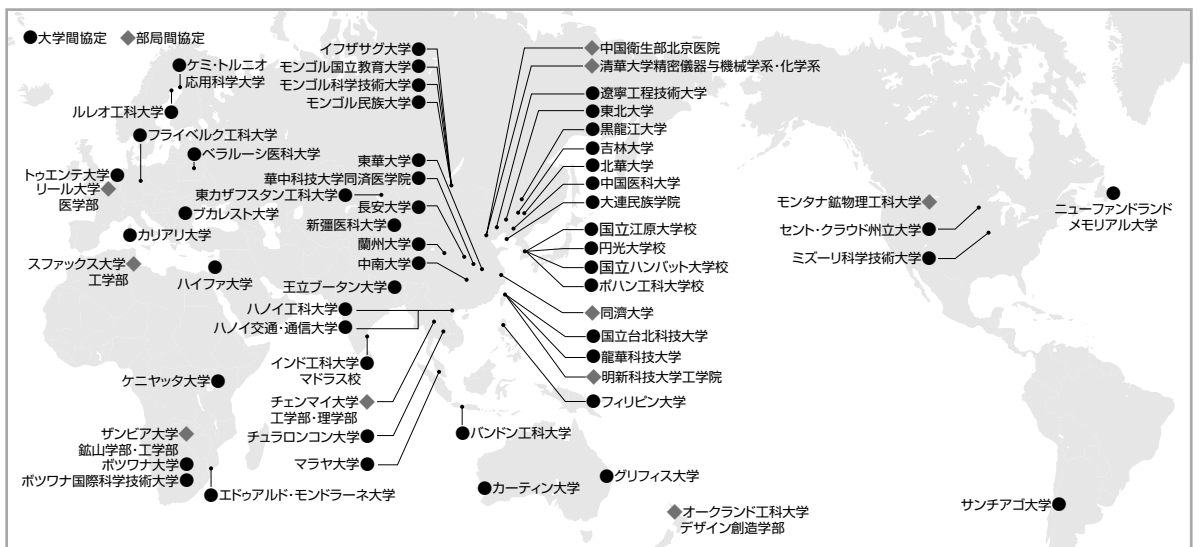 ●大学間協定 ◆部局間協定
ケミ・トルニオ
応用科学大学
ルレオ工科大学
フライベルク工科大学
ベラルーシ医科大学
トゥエンテ大学
リール大学
医学部
ブカレスト大学
カリアリ大学
スファックス大学
工学部
ハイファ大学
ケニヤッタ大学
ザンビア大学
鉱山学部・工学部
ボツワナ大学
ボツワナ国際科学技術大学
エドゥアルド・モンドラーネ大学
イフザサグ大学
モンゴル国立教育大学
モンゴル科学技術大学
モンゴル民族大学
東華大学
華中科技大学同済医学院
東カザフスタン工科大学
長安大学
新疆医科大学
蘭州大学
中南大学
王立ブータン大学
ハノイ工科大学
ハノイ交通・通信大学
インド工科大学
マドラス校
チェンマイ大学
工学部・理学部
チュラロンコン大学
マラヤ大学
中国衛生部北京医院
清華大学精密儀器与機械学系・化学系
遼寧工程技術大学
東北大学
黒龍江大学
吉林大学
北華大学
中国医科大学
大連民族学院
国立江原大学校
円光大学校
国立ハンバット大学校
ポハン工科大学校
同濟大学
国立台北科技大学
龍華科技大学
明新科技大学工学院
フィリピン大学
バンドン工科大学
カーティン大学
グリフィス大学
オークランド工科大学
デザイン創造学部
モンタナ鉱物理工科大学
セント・クラウド州立大学
ミズーリ科学技術大学
ニューファンドランド
メモリアル大学
サンチアゴ大学